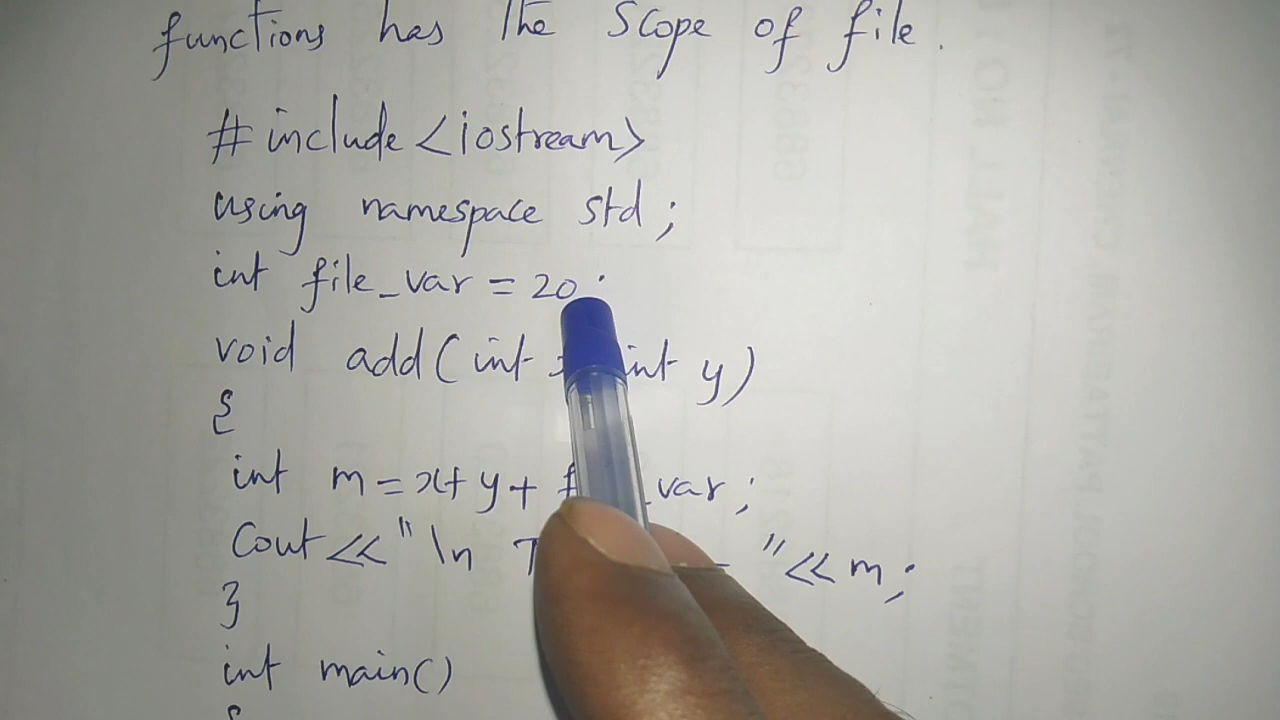 functions has the Scope of file.
#include <iostream>
using namespace std;
int file_var = 20;
void add(int int y)
{
int m = x + y + var;
Cout << "\n " << m;
}
int main()
{